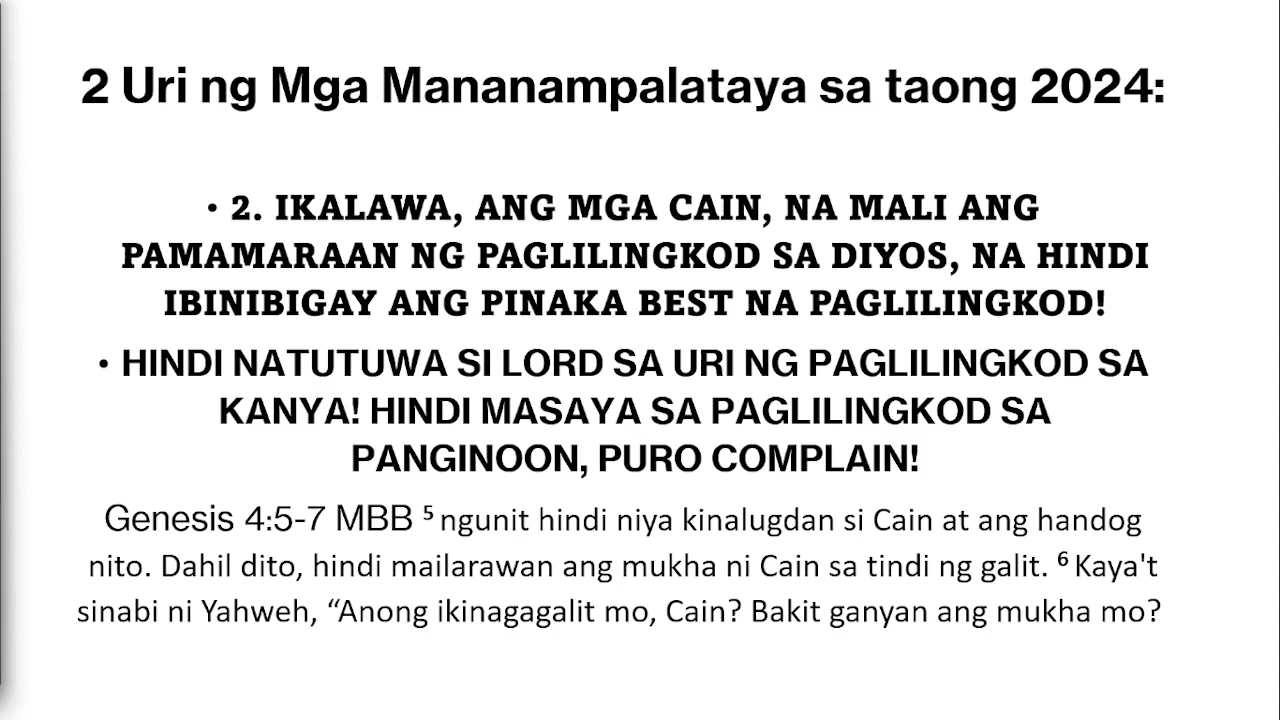 2 Uri ng Mga Mananampalataya sa taong 2024:
• 2. IKALAWA, ANG MGA CAIN, NA MALI ANG
PAMAMARAAN NG PAGLILINGKOD SA DIYOS, NA HINDI
IBINIBIGAY ANG PINAKA BEST NA PAGLILINGKOD!
• HINDI NATUTUWA SI LORD SA URI NG PAGLILINGKOD SA
KANYA! HINDI MASAYA SA PAGLILINGKOD SA
PANGINOON, PURO COMPLAIN!
Genesis 4:5-7 MBB ⁵ ngunit hindi niya kinalugdan si Cain at ang handog
nito. Dahil dito, hindi mailarawan ang mukha ni Cain sa tindi ng galit. ⁶ Kaya't
sinabi ni Yahweh, “Anong ikinagagalit mo, Cain? Bakit ganyan ang mukha mo?